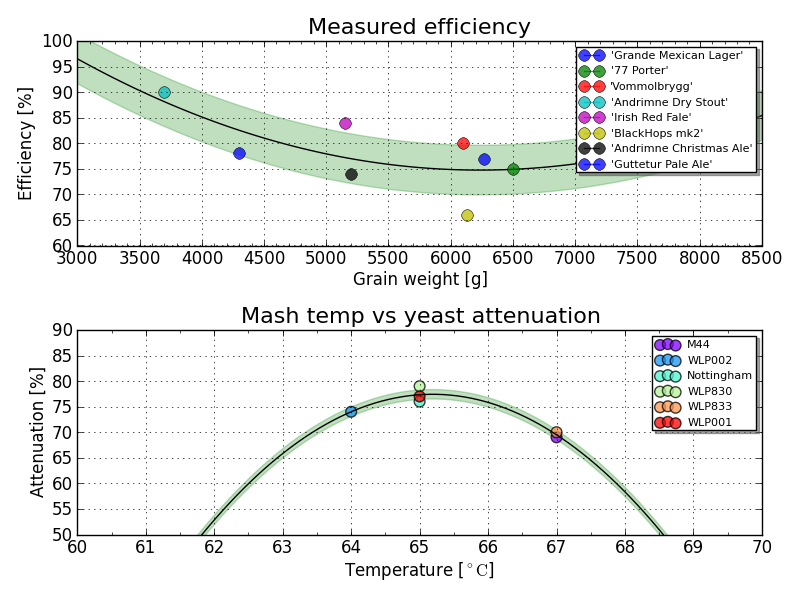 Measured efficiency
100
95
90
85
80
75
70
65
60
Efficiency [%]
'Grande Mexican Lager'
'77 Porter'
'Vommolbrygg'
'Andrimne Dry Stout'
'Irish Red Fale'
'BlackHops mk2'
'Andrimne Christmas Ale'
'Guttetur Pale Ale'
3000 3500 4000 4500 5000 5500 6000 6500 7000 7500 8000 8500
Grain weight [g]
Mash temp vs yeast attenuation
90
85
80
75
70
65
60
55
50
Attenuation [%]
M44
WLP002
Nottingham
WLP830
WLP833
WLP001
60 61 62 63 64 65 66 67 68 69 70
Temperature [°C]